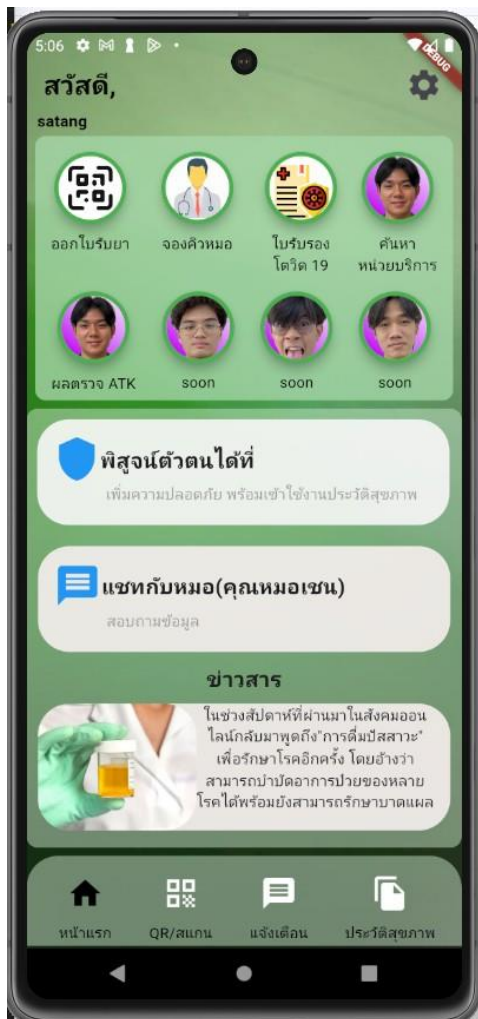 5:06
DEBUG
สวัสดี,
satang
ออกใบรับยา
จองคิวหมอ
ใบรับรอง
โควิด 19
ค้นหา
หน่วยบริการ
ผลตรวจ ATK
soon
soon
soon
พิสูจน์ตัวตนได้ที่
เพิ่มความปลอดภัย พร้อมเข้าใช้งานประวัติสุขภาพ
แชทกับหมอ(คุณหมอเชน)
สอบถามข้อมูล
ข่าวสาร
ในช่วงสัปดาห์ที่ผ่านมาในสังคมออน
ไลน์กลับมาพูดถึง"การดื่มปัสสาวะ"
เพื่อรักษาโรคอีกครั้ง โดยอ้างว่า
สามารถบำบัดอาการป่วยของหลาย
โรคได้พร้อมยังสามารถรักษาบาดแผล
หน้าแรก
QR/สแกน
แจ้งเตือน
ประวัติสุขภาพ